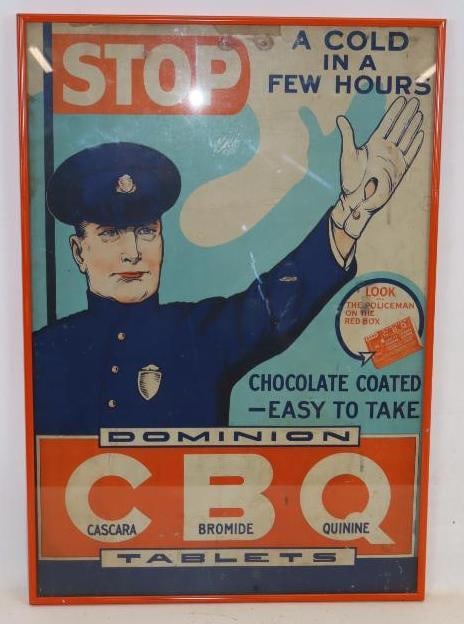 STOP
A COLD
IN A
FEW HOURS
LOOK
THE POLICEMAN
ON THE
RED BOX
CHOCOLATE COATED
—EASY TO TAKE
DOMINION
C B Q
CASCARA BROMIDE QUININE
TABLETS